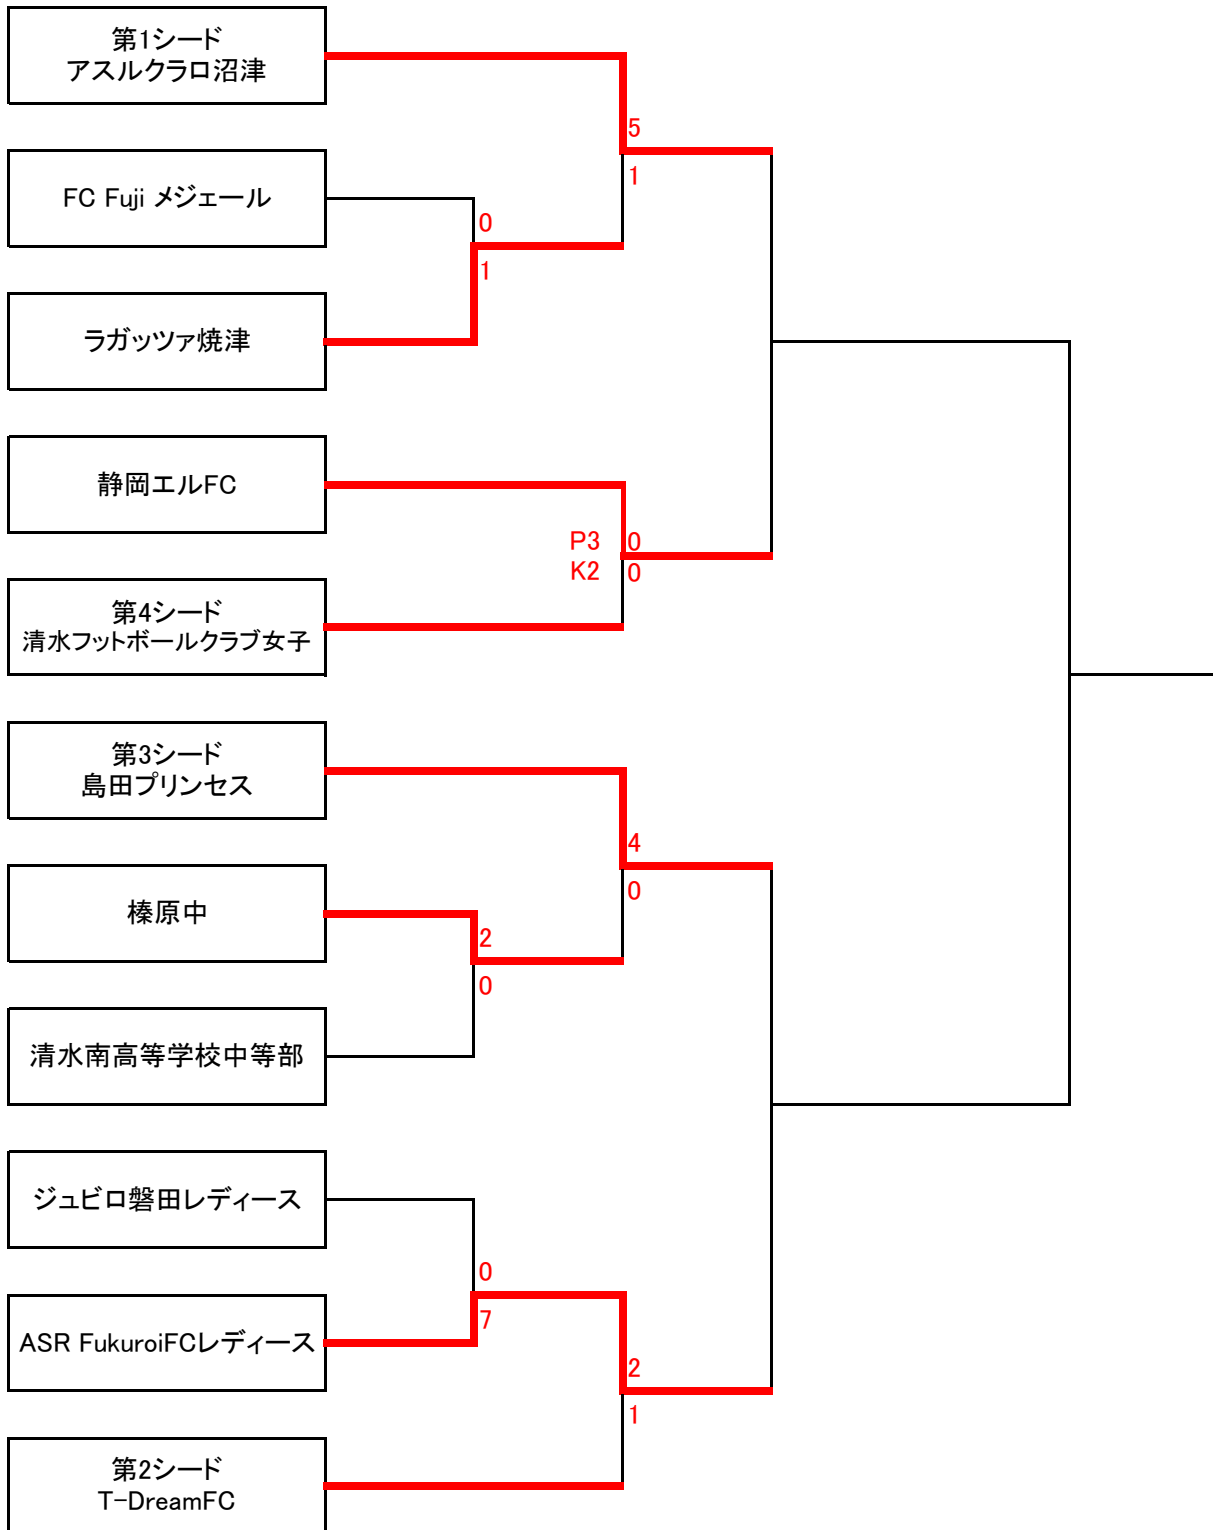 第1シード
アスルクラロ沼津
5
1
FC Fuji メジェール
0
1
ラガッツァ焼津
静岡エルFC
P3 0
K2 0
第4シード
清水フットボールクラブ女子
第3シード
島田プリンセス
4
0
榛原中
2
0
清水南高等学校中等部
ジュビロ磐田レディース
0
7
ASR FukuroiFCレディース
2
1
第2シード
T-DreamFC